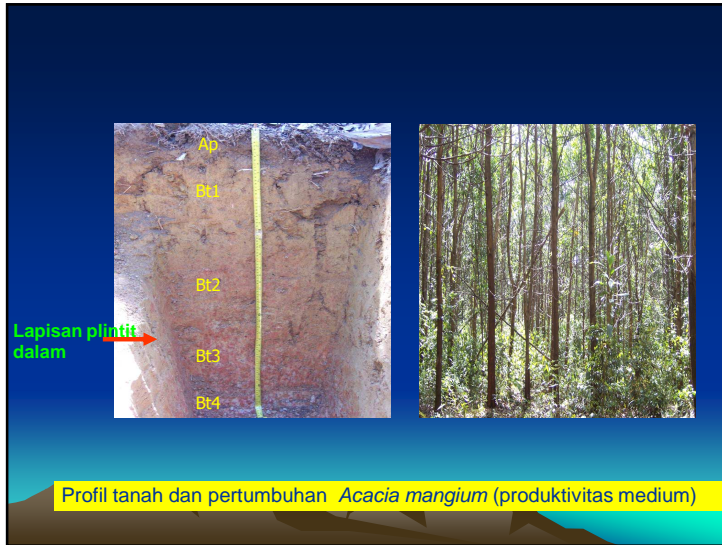 Ap
Bt1
Bt2
Lapisan plintit
dalam
Bt3
Bt4
Profil tanah dan pertumbuhan Acacia mangium (produktivitas medium)